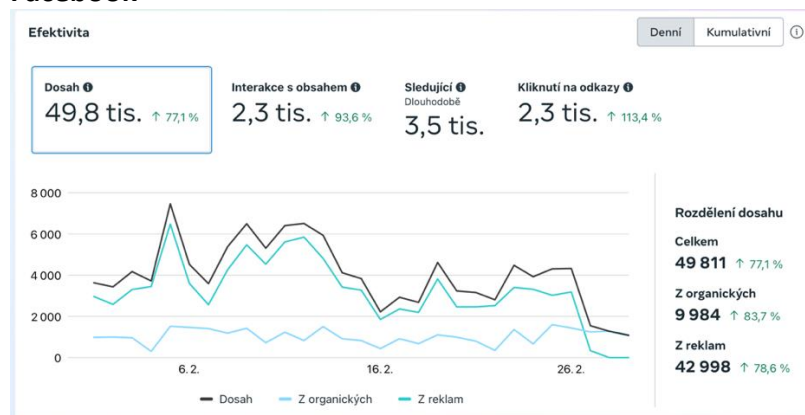 Facebook
Efektivita
Denní Kumulativní
Dosah
49,8 tis. ↑ 77,1 %
Interakce s obsahem
2,3 tis. ↑ 93,6 %
Sledující
Dlouhodobě
3,5 tis.
Kliknutí na odkazy
2,3 tis. ↑ 113,4 %
8 000
6 000
4 000
2 000
0
6. 2. 16. 2. 26. 2.
Dosah Z organických Z reklam
Rozdělení dosahu
Celkem
49 811 ↑ 77,1 %
Z organických
9 984 ↑ 83,7 %
Z reklam
42 998 ↑ 78,6 %